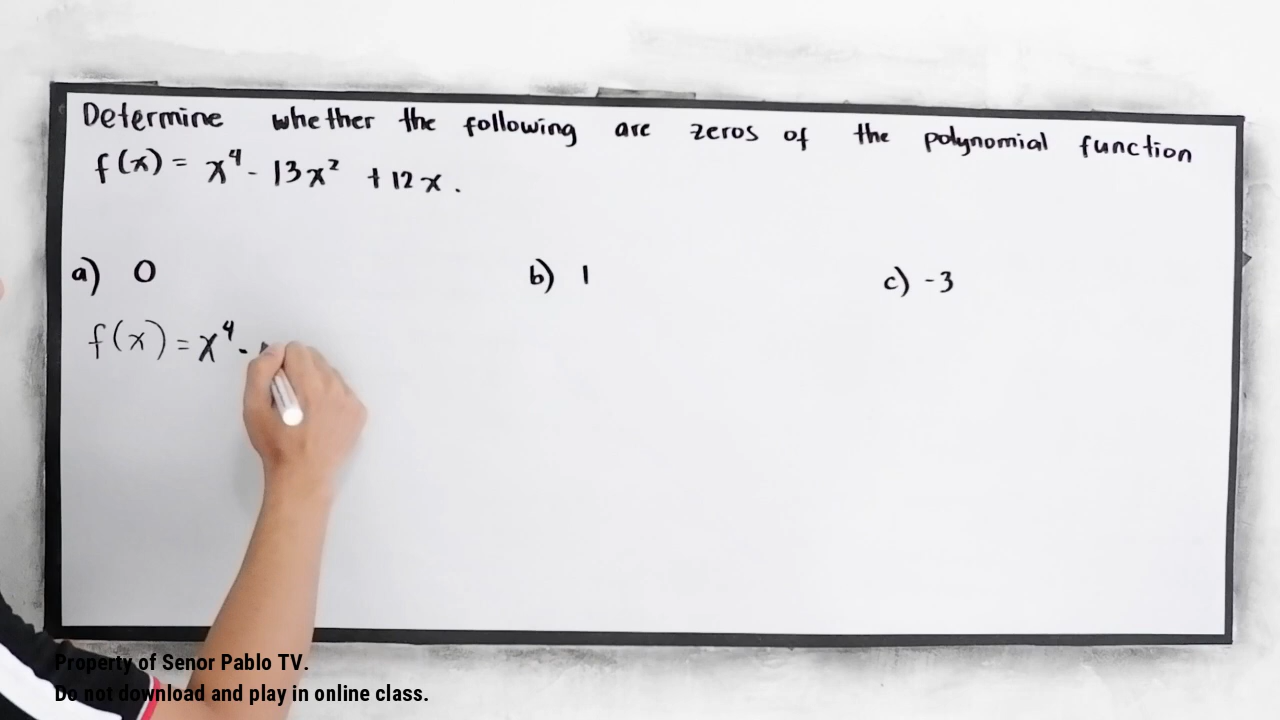 Determine whether the following are zeros of the polynomial function
f(x) = x⁴ - 13x² + 12x.
a) 0 b) 1 c) -3
f(x) = x⁴ -
Property of Senor Pablo TV.
Do not download and play in online class.